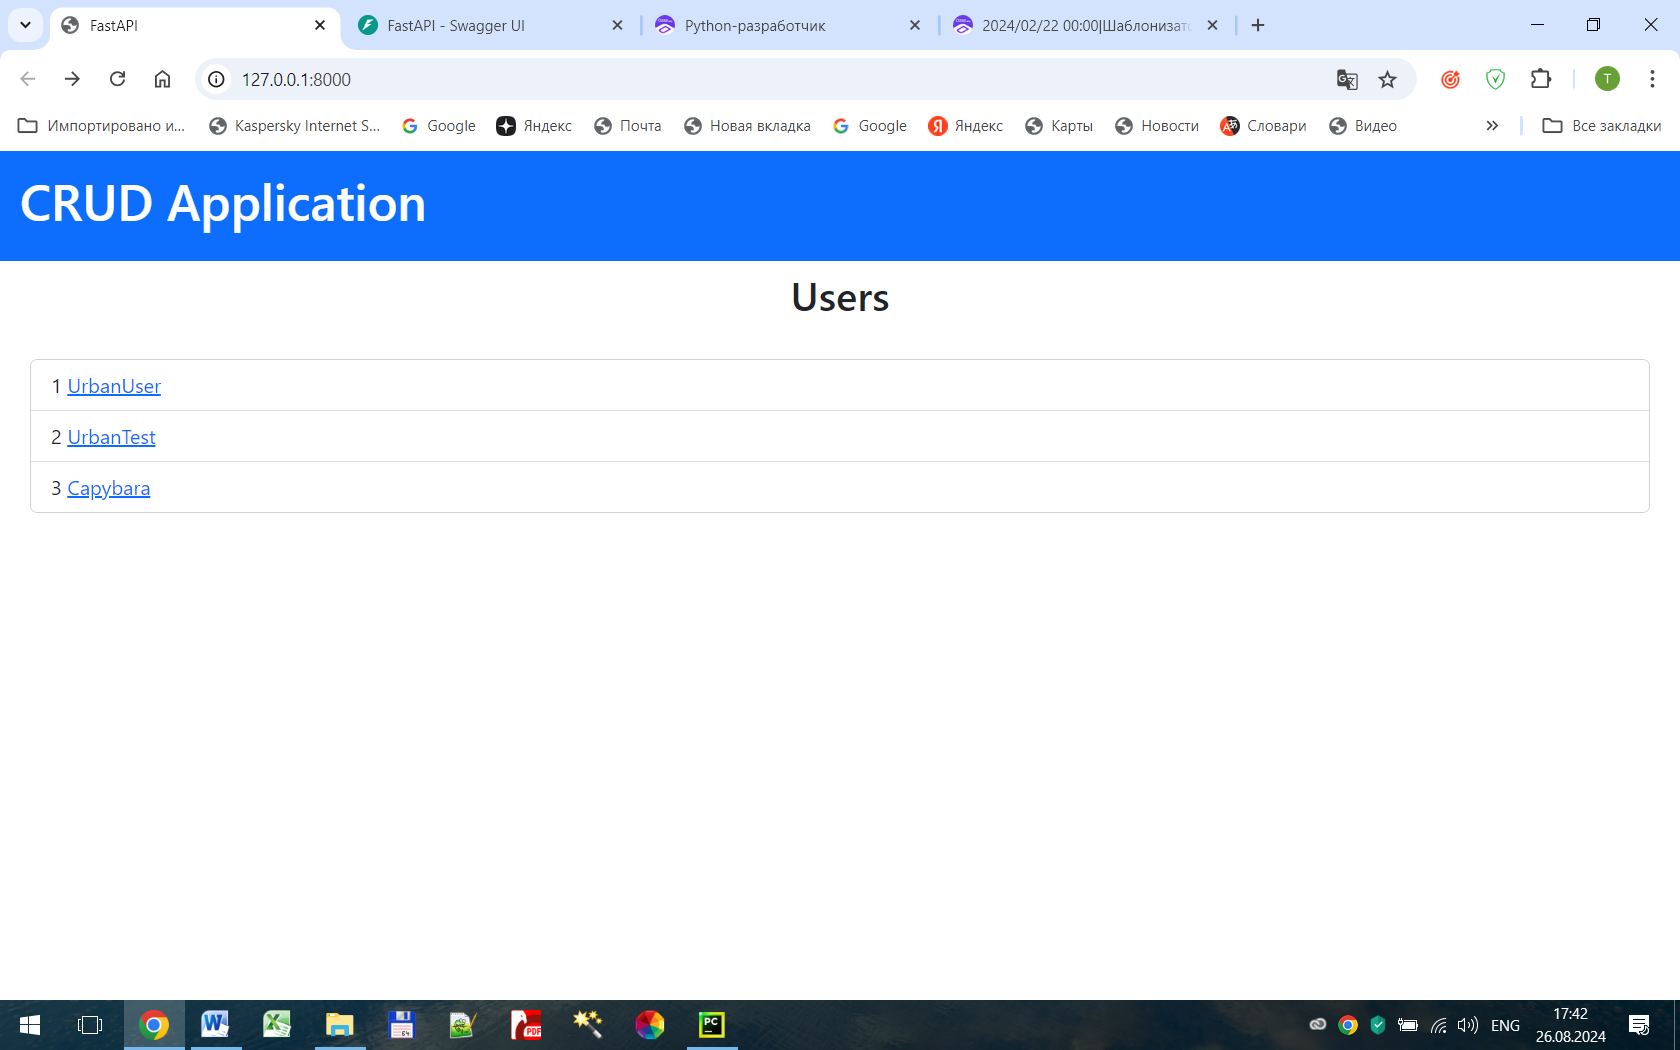 FastAPI
FastAPI - Swagger UI
Python-разработчик
2024/02/22 00:00|Шаблонизат
127.0.0.1:8000
T
Импортировано и...
Kaspersky Internet S...
Google
Яндекс
Почта
Новая вкладка
Google
Яндекс
Карты
Новости
Словари
Видео
Все закладки
CRUD Application
Users
1 UrbanUser
2 UrbanTest
3 Capybara
ENG
17:42
26.08.2024